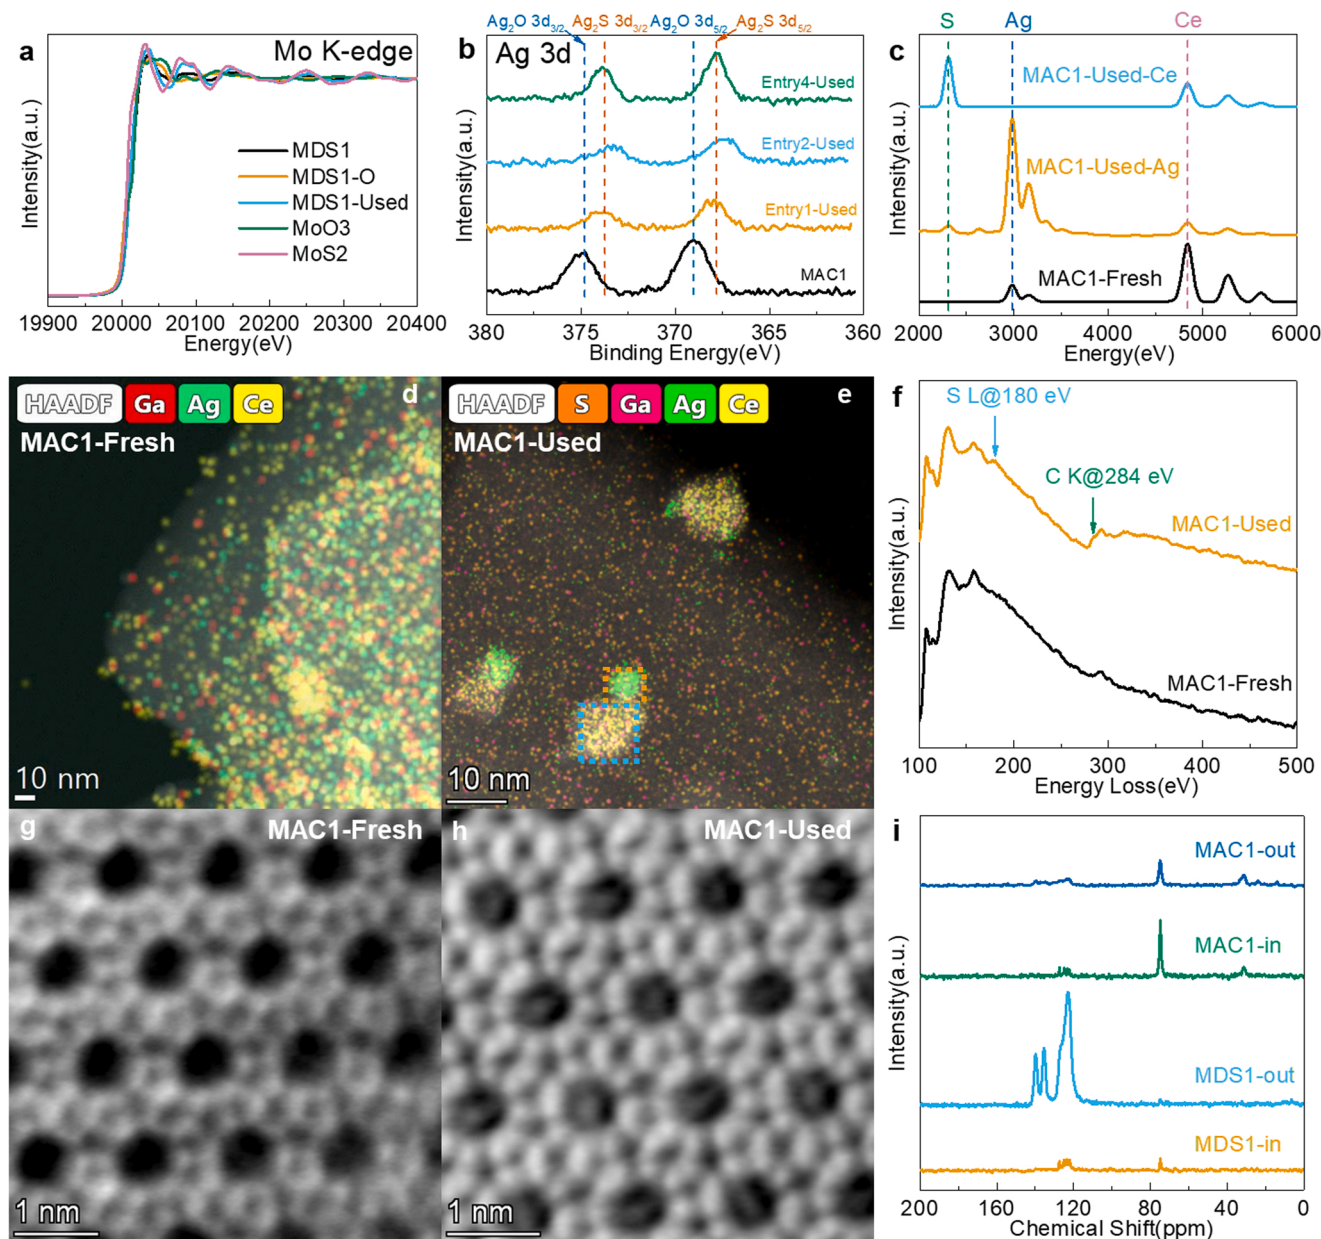 a
Mo K-edge
Intensity(a.u.)
MDS1
MDS1-O
MDS1-Used
MoO3
MoS2
19900 20000 20100 20200 20300 20400
Energy(eV)
Ag₂O 3d₃/₂ Ag₂S 3d₃/₂ Ag₂O 3d₅/₂ Ag₂S 3d₅/₂
b
Ag 3d
Intensity(a.u.)
Entry4-Used
Entry2-Used
Entry1-Used
MAC1
380 375 370 365 360
Binding Energy(eV)
S Ag Ce
c
Intensity(a.u.)
MAC1-Used-Ce
MAC1-Used-Ag
MAC1-Fresh
2000 3000 4000 5000 6000
Energy(eV)
HAADF Ga Ag Ce d
MAC1-Fresh
10 nm
HAADF S Ga Ag Ce e
MAC1-Used
10 nm
f
S L@180 eV
C K@284 eV
Intensity(a.u.)
MAC1-Used
MAC1-Fresh
100 200 300 400 500
Energy Loss(eV)
g MAC1-Fresh
1 nm
h MAC1-Used
1 nm
i
Intensity(a.u.)
MAC1-out
MAC1-in
MDS1-out
MDS1-in
200 160 120 80 40 0
Chemical Shift(ppm)